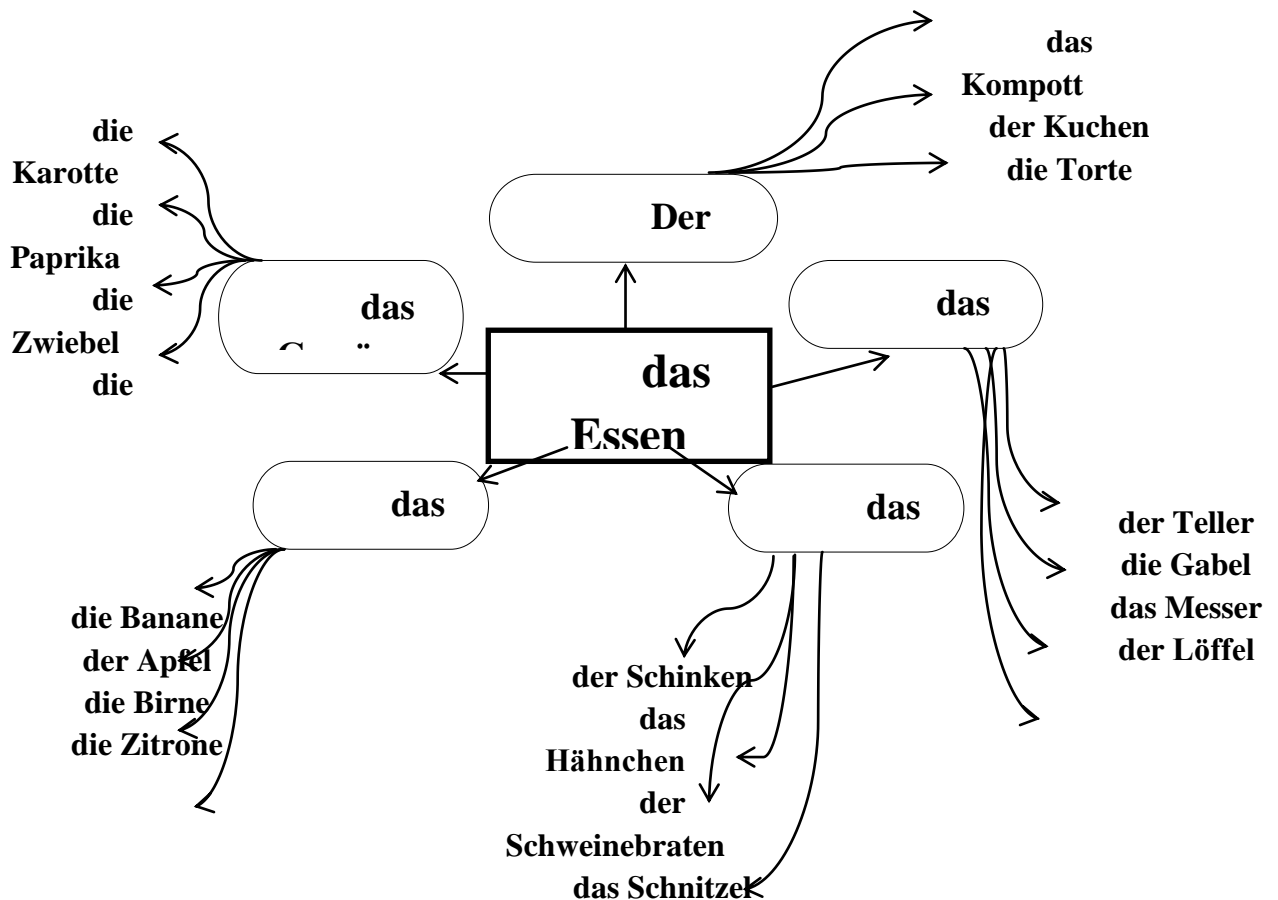 das
Kompott
der Kuchen
die Torte
die
Karotte
die
Paprika
die
Zwiebel
die
Der
das
das
das
Essen
das
das
der Teller
die Gabel
das Messer
der Löffel
die Banane
der Apfel
die Birne
die Zitrone
der Schinken
das
Hähnchen
der
Schweinebraten
das Schnitzel